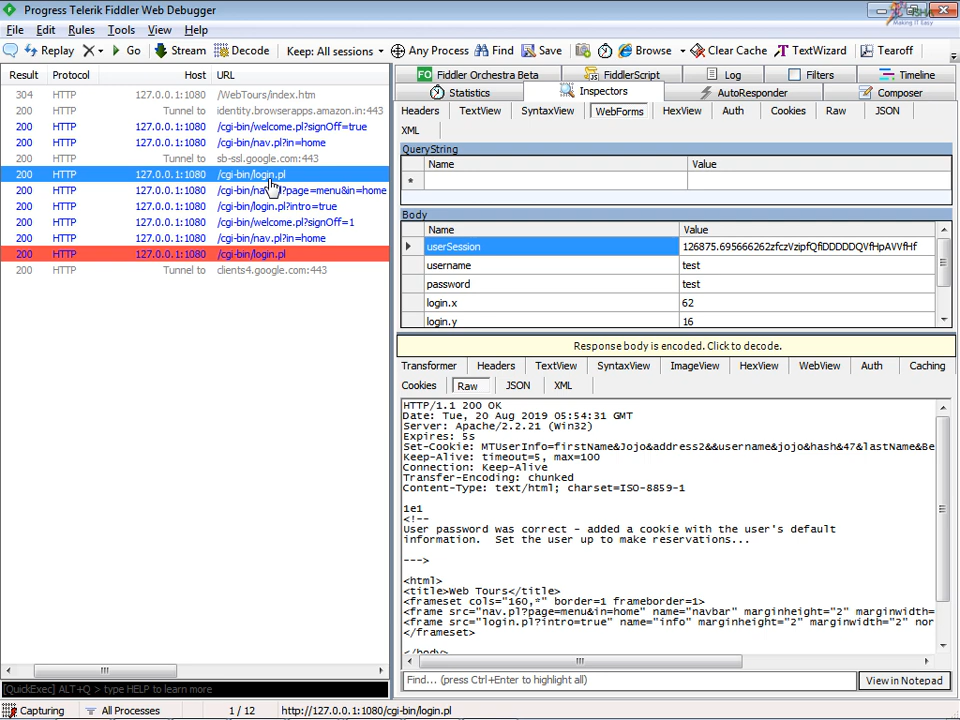 Progress Telerik Fiddler Web Debugger
File Edit Rules Tools View Help
Replay Go Stream Decode Keep: All sessions Any Process Find Save Browse Clear Cache TextWizard Tearoff
Result Protocol Host URL
304 HTTP 127.0.0.1:1080 /WebTours/index.htm
200 HTTP Tunnel to identity.browserapps.amazon.in:443
200 HTTP 127.0.0.1:1080 /cgi-bin/welcome.pl?signOff=true
200 HTTP 127.0.0.1:1080 /cgi-bin/nav.pl?in=home
200 HTTP Tunnel to sb-ssl.google.com:443
200 HTTP 127.0.0.1:1080 /cgi-bin/login.pl
200 HTTP 127.0.0.1:1080 /cgi-bin/nav.pl?page=menu&in=home
200 HTTP 127.0.0.1:1080 /cgi-bin/login.pl?intro=true
200 HTTP 127.0.0.1:1080 /cgi-bin/welcome.pl?signOff=1
200 HTTP 127.0.0.1:1080 /cgi-bin/nav.pl?in=home
200 HTTP 127.0.0.1:1080 /cgi-bin/login.pl
200 HTTP Tunnel to clients4.google.com:443
[QuickExec] ALT+Q > type HELP to learn more
FO Fiddler Orchestra Beta FiddlerScript Log Filters Timeline
Statistics Inspectors AutoResponder Composer
Headers TextView SyntaxView WebForms HexView Auth Cookies Raw JSON
XML
QueryString
Name Value
*
Body
Name Value
userSession 126875.695666262zfczVzipfQfiDDDDDQVfHpAVVfHf
username test
password test
login.x 62
login.y 16
Response body is encoded. Click to decode.
Transformer Headers TextView SyntaxView ImageView HexView WebView Auth Caching
Cookies Raw JSON XML
HTTP/1.1 200 OK
Date: Tue, 20 Aug 2019 05:54:31 GMT
Server: Apache/2.2.21 (Win32)
Expires: 5s
Set-Cookie: MTUserInfo=firstName&Jojo&address2&&username&jojo&hash&47&lastName&Be
Keep-Alive: timeout=5, max=100
Connection: Keep-Alive
Transfer-Encoding: chunked
Content-Type: text/html; charset=ISO-8859-1
1e1
<!--
User password was correct - added a cookie with the user's default
information.  Set the user up to make reservations...
--->
<html>
<title>Web Tours</title>
<frameset cols="160,*" border=1 frameborder=1>
<frame src="nav.pl?page=menu&in=home" name="navbar" marginheight="2" marginwidth=
<frame src="login.pl?intro=true" name="info" marginheight="2" marginwidth="2" nor
</frameset>
</body>
Find... (press Ctrl+Enter to highlight all) View in Notepad
Capturing All Processes 1 / 12 http://127.0.0.1:1080/cgi-bin/login.pl